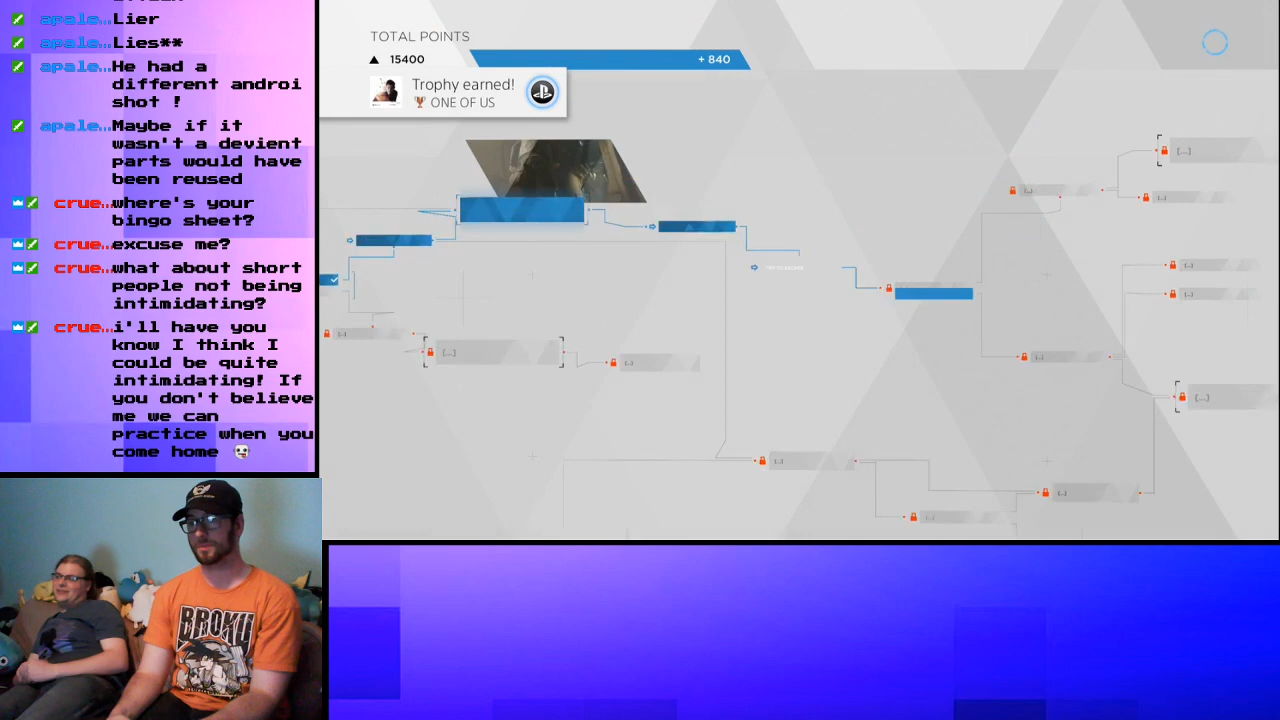 apale...Lier
apale...Lies**
apale...He had a
different androi
shot !
apale...Maybe if it
wasn't a devient
parts would have
been reused
crue...where's your
bingo sheet?
crue...excuse me?
crue...what about short
people not being
intimidating?
crue...i'll have you
know I think I
could be quite
intimidating! If
you don't believe
me we can
practice when you
come home
TOTAL POINTS
15400
+ 840
Trophy earned!
ONE OF US
[...]
[...]
[...]
[...]
[...]
[...]
[...]
[...]
[...]
[...]
[...]
[...]
[...]
[...]
BROKU